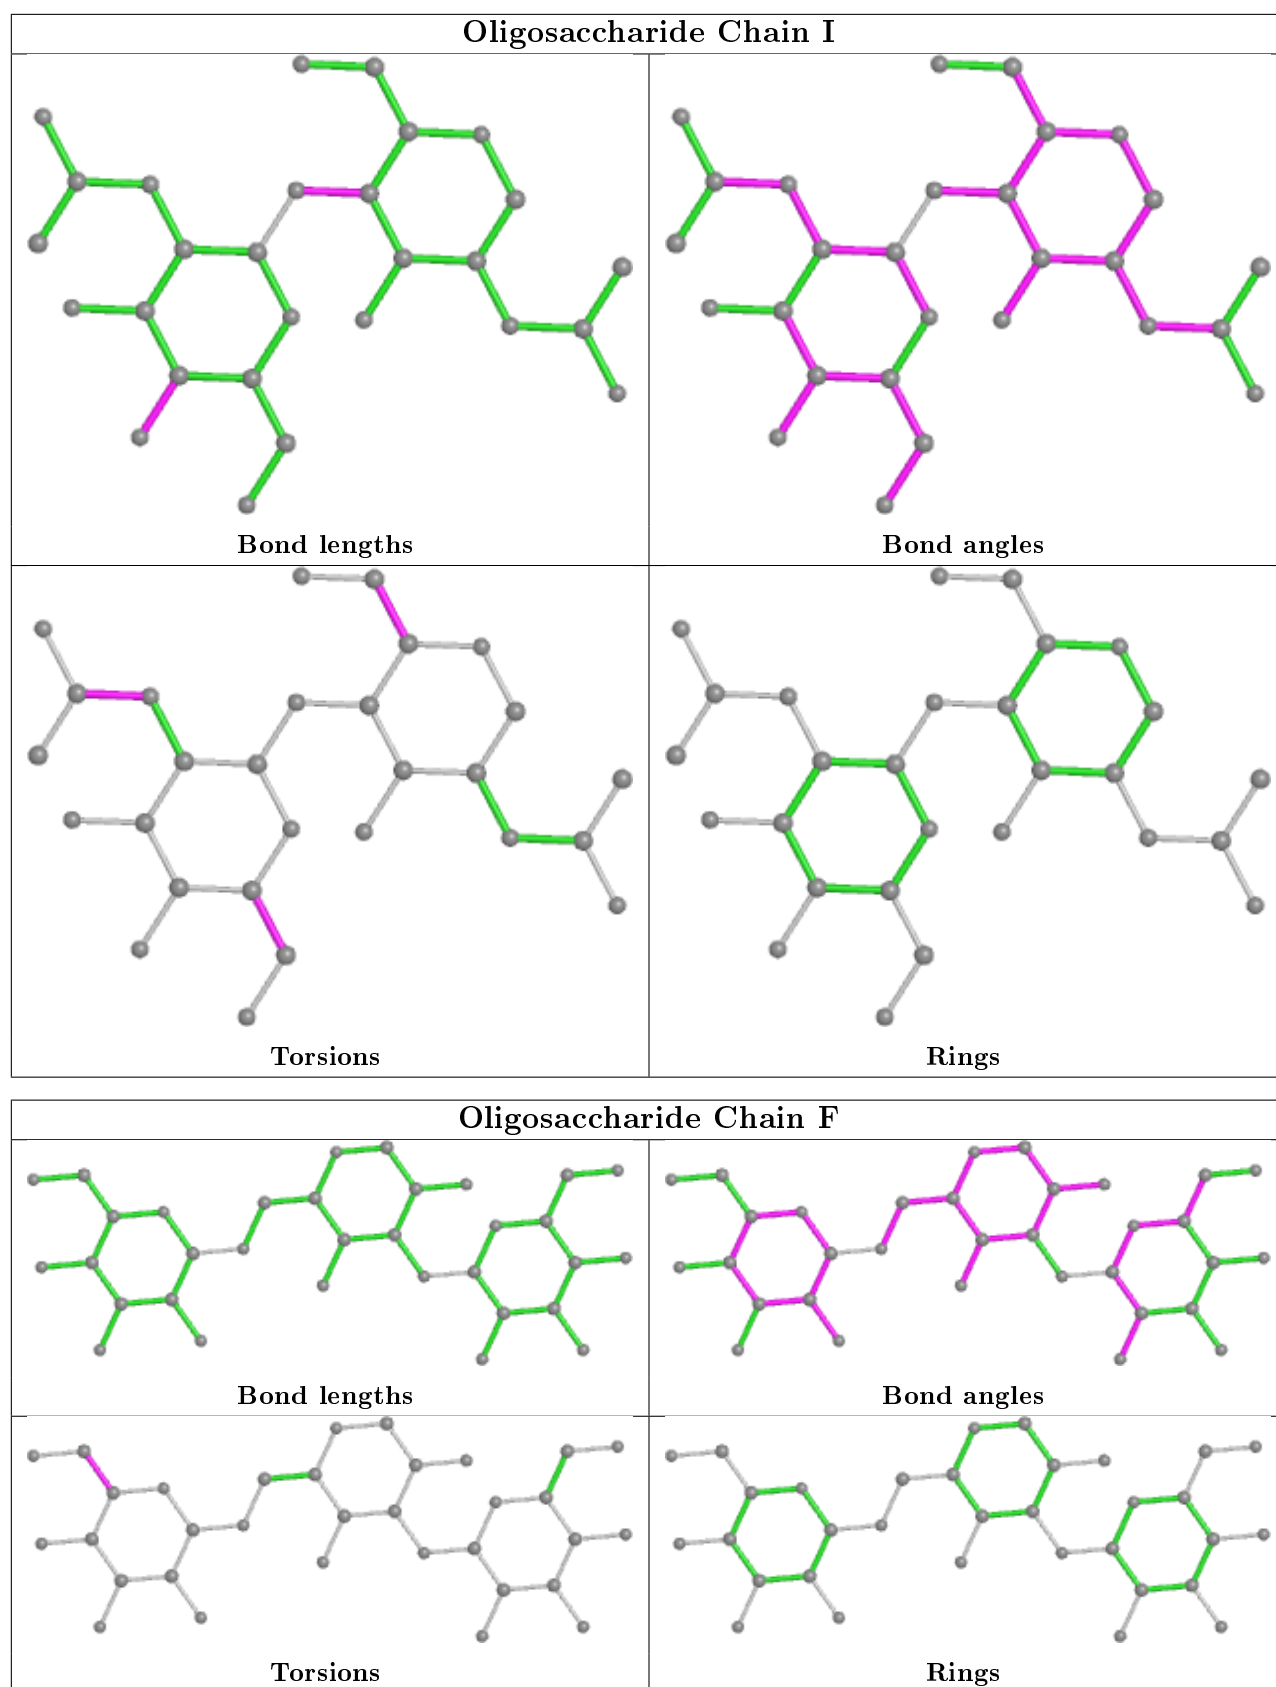 Oligosaccharide Chain I
Bond lengths
Bond angles
Torsions
Rings
Oligosaccharide Chain F
Bond lengths
Bond angles
Torsions
Rings